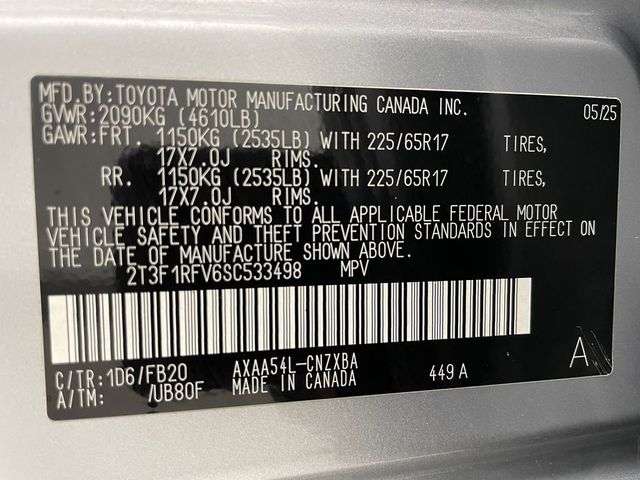 MFD.BY:TOYOTA MOTOR MANUFACTURING CANADA INC. 05/25
GVWR:2090KG (4610LB)
GAWR:FRT. 1150KG (2535LB) WITH 225/65R17 TIRES,
17X7.0J RIMS.
RR. 1150KG (2535LB) WITH 225/65R17 TIRES,
17X7.0J RIMS.
THIS VEHICLE CONFORMS TO ALL APPLICABLE FEDERAL MOTOR
VEHICLE SAFETY AND THEFT PREVENTION STANDARDS IN EFFECT ON
THE DATE OF MANUFACTURE SHOWN ABOVE.
2T3F1RFV6SC533498 MPV
C/TR:1D6/FB20 AXAA54L-CNZXBA 449A A
A/TM: /UB80F MADE IN CANADA